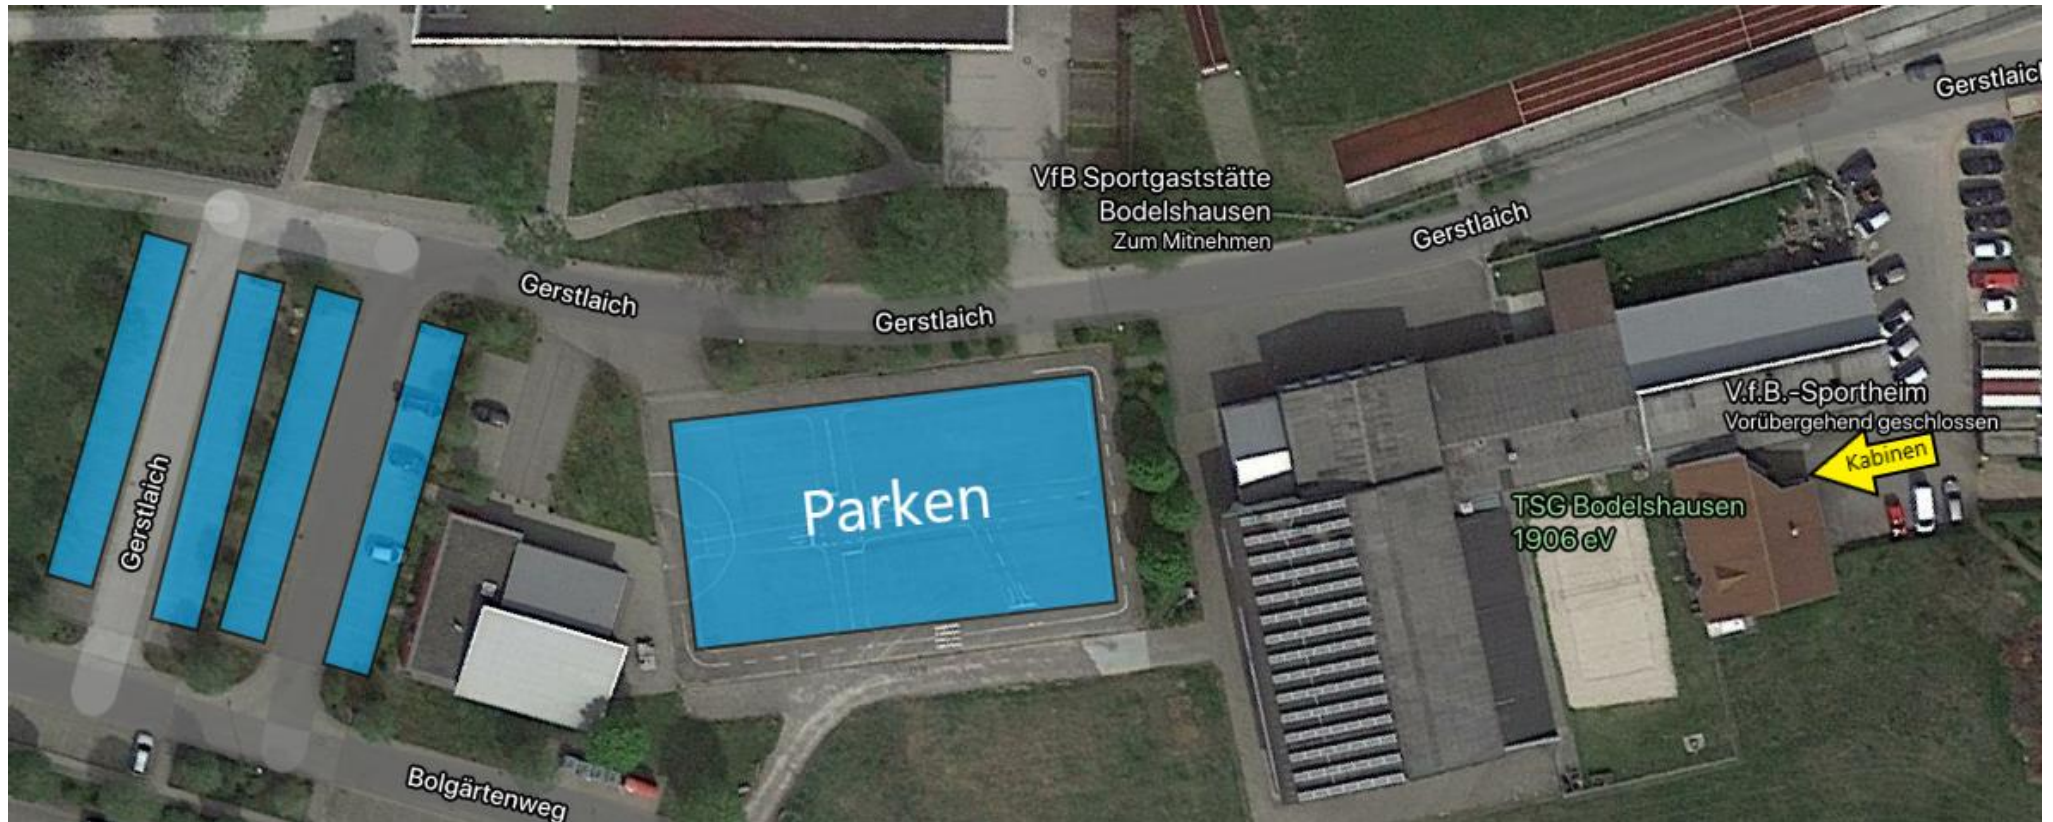 Gerstlaich
VfB Sportgaststätte
Bodelshausen
Zum Mitnehmen
Gerstlaich
Gerstlaich
Gerstlaich
V.f.B.-Sportheim
Vorübergehend geschlossen
Kabinen
Parken
TSG Bodelshausen
1906 eV
Gerstlaich
Bolgärtenweg